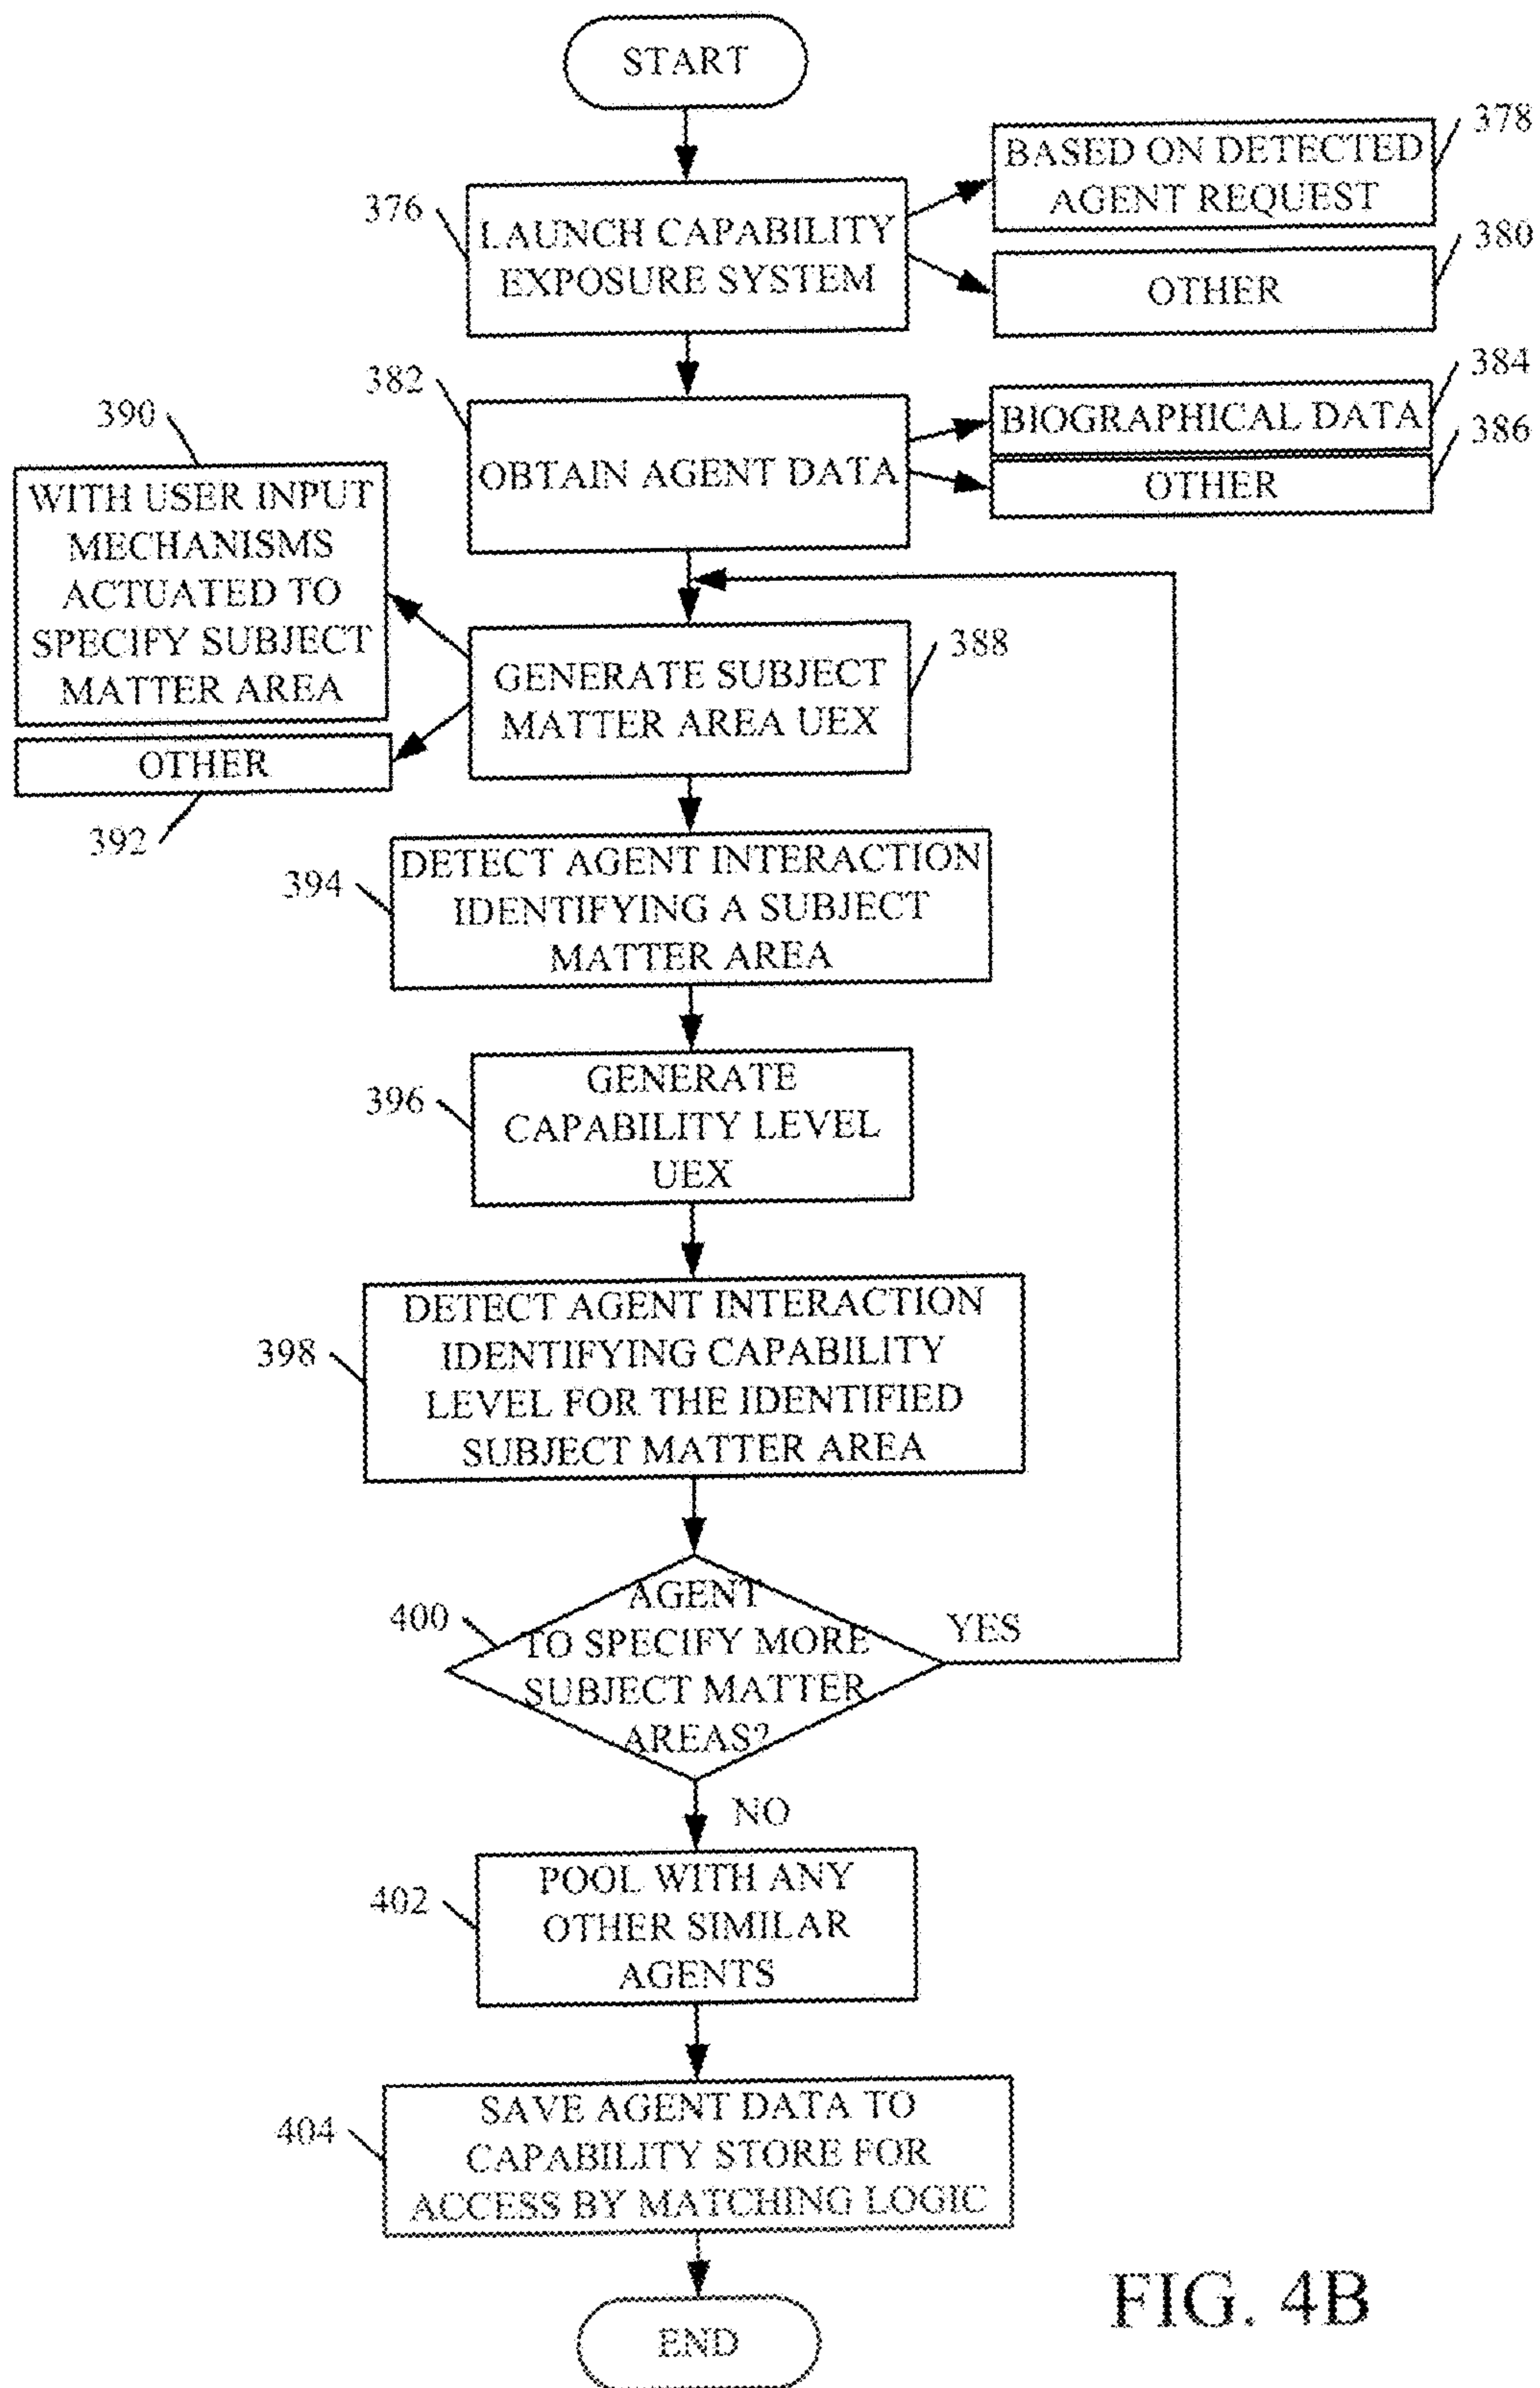 START
378
BASED ON DETECTED
AGENT REQUEST
376
LAUNCH CAPABILITY
EXPOSURE SYSTEM
380
OTHER
382
384
BIOGRAPHICAL DATA
386
OBTAIN AGENT DATA
OTHER
390
WITH USER INPUT
MECHANISMS
ACTUATED TO
SPECIFY SUBJECT
MATTER AREA
388
GENERATE SUBJECT
MATTER AREA UEX
OTHER
392
394
DETECT AGENT INTERACTION
IDENTIFYING A SUBJECT
MATTER AREA
396
GENERATE
CAPABILITY LEVEL
UEX
398
DETECT AGENT INTERACTION
IDENTIFYING CAPABILITY
LEVEL FOR THE IDENTIFIED
SUBJECT MATTER AREA
400
AGENT
TO SPECIFY MORE
SUBJECT MATTER
AREAS?
YES
NO
402
POOL WITH ANY
OTHER SIMILAR
AGENTS
404
SAVE AGENT DATA TO
CAPABILITY STORE FOR
ACCESS BY MATCHING LOGIC
END
FIG. 4B